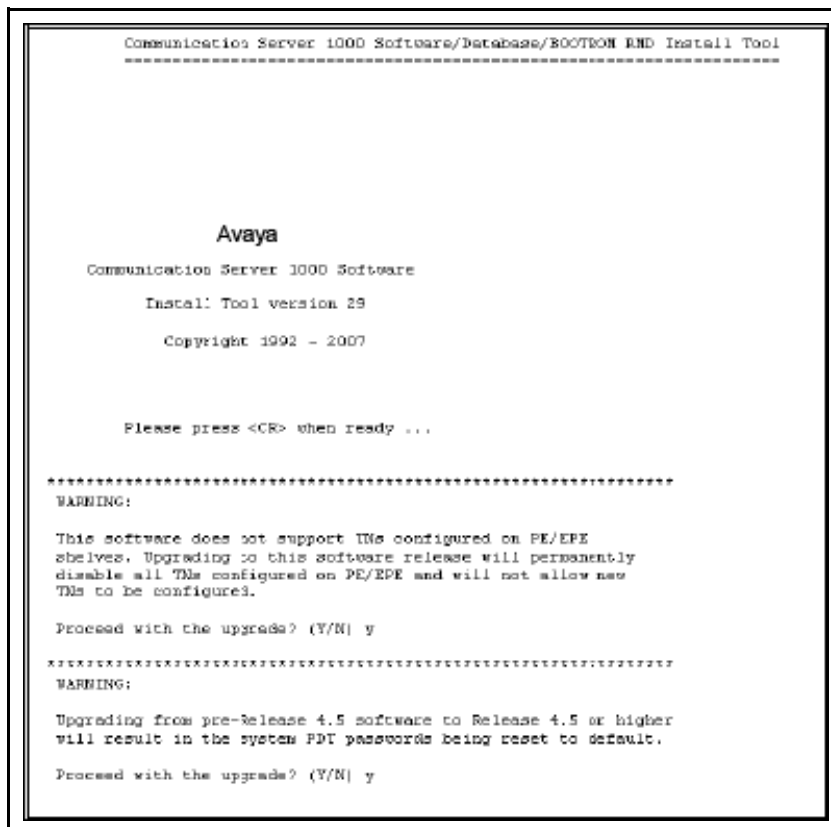 Communication Server 1000 Software/Database/BOOTROM RMD Install Tool
====================================================================
Avaya
Communication Server 1000 Software
Install Tool version 29
Copyright 1992 - 2007
Please press <CR> when ready ...
*****************************************************************
WARNING:
This software does not support TNs configured on PE/EPE
shelves. Upgrading to this software release will permanently
disable all TNs configured on PE/EPE and will not allow new
TNs to be configured.
Proceed with the upgrade? (Y/N) y
*****************************************************************
WARNING:
Upgrading from pre-Release 4.5 software to Release 4.5 or higher
will result in the system PDT passwords being reset to default.
Proceed with the upgrade? (Y/N) y